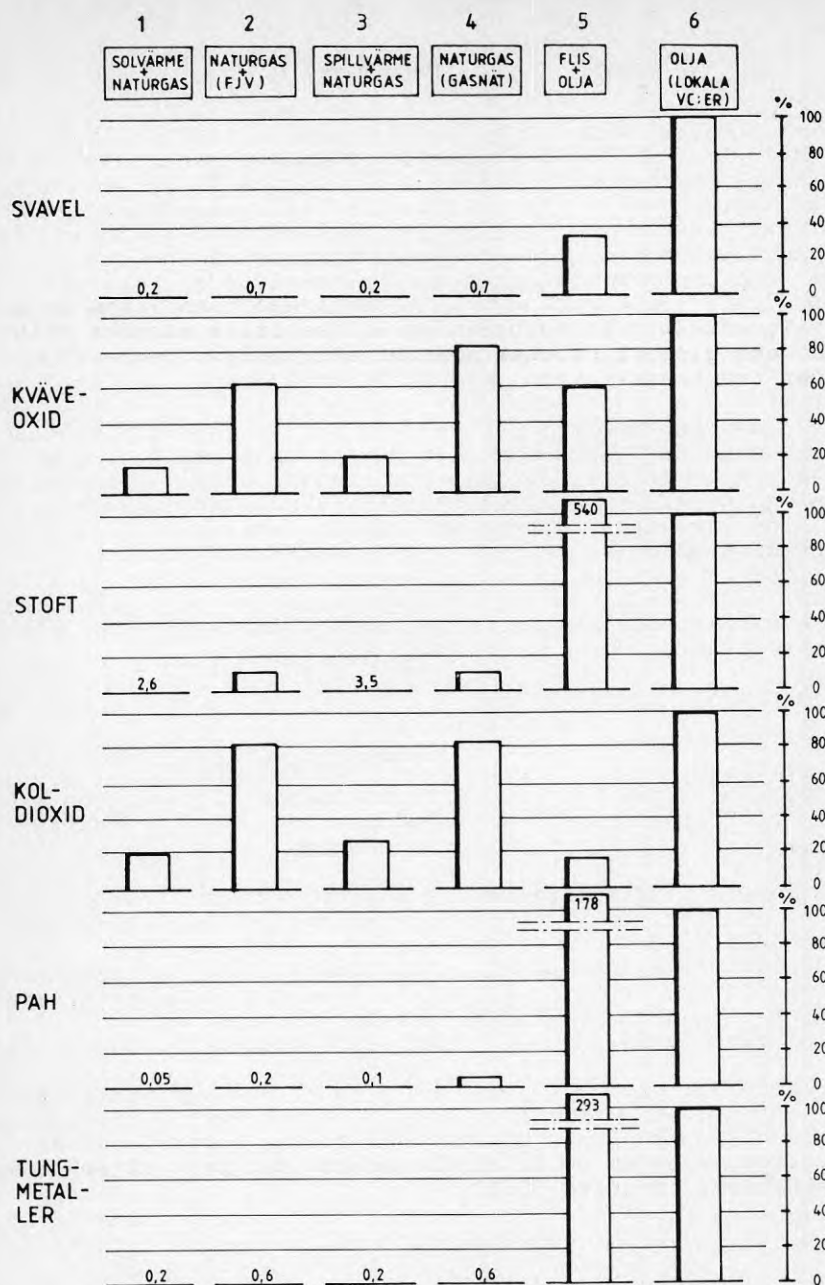 1 2 3 4 5 6
SOLVÄRME + NATURGAS
NATURGAS + (FJV)
SPILLVÄRME + NATURGAS
NATURGAS (GASNÄT)
FLIS + OLJA
OLJA (LOKALA VC:ER)
%
100
80
60
40
20
0
SVAVEL
0,2 0,7 0,2 0,7
%
100
80
60
40
20
0
KVÄVE-
OXID
%
540
100
80
60
40
20
0
STOFT
2,6 3,5
%
100
80
60
40
20
0
KOL-
DIOXID
%
178
100
80
60
40
20
0
PAH
0,05 0,2 0,1
%
293
100
80
60
40
20
0
TUNG-
METAL-
LER
0,2 0,6 0,2 0,6